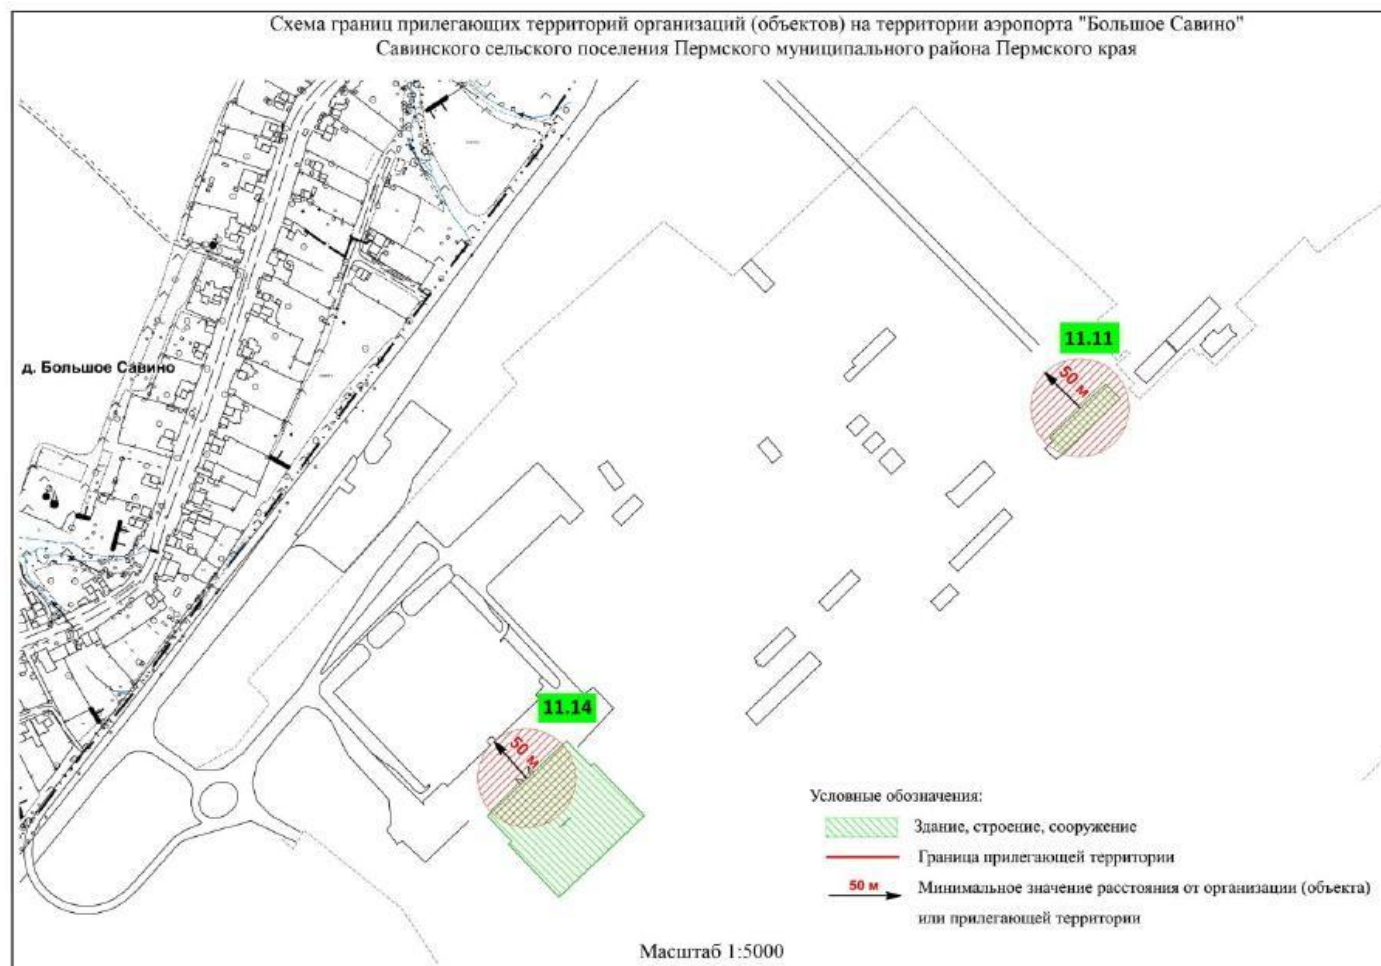 Схема границ прилегающих территорий организаций (объектов) на территории аэропорта "Большое Савино"
Савинского сельского поселения Пермского муниципального района Пермского края
11.11
50 м
д. Большое Савино
11.14
50 м
Условные обозначения:
Здание, строение, сооружение
Граница прилегающей территории
50 м
Минимальное значение расстояния от организации (объекта)
или прилегающей территории
Масштаб 1:5000